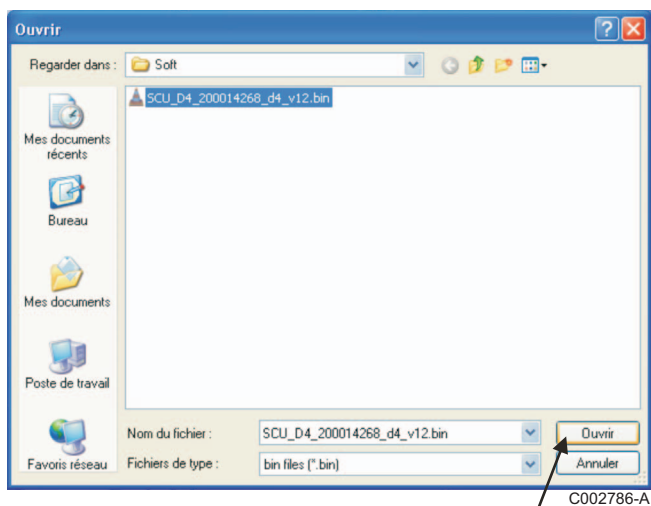 Ouvrir
Regarder dans :
Soft
SCU_D4_200014268_d4_v12.bin
Mes documents
récents
Bureau
Mes documents
Poste de travail
Favoris réseau
Nom du fichier :
SCU_D4_200014268_d4_v12.bin
Ouvrir
Fichiers de type :
bin files (*.bin)
Annuler
C002786-A